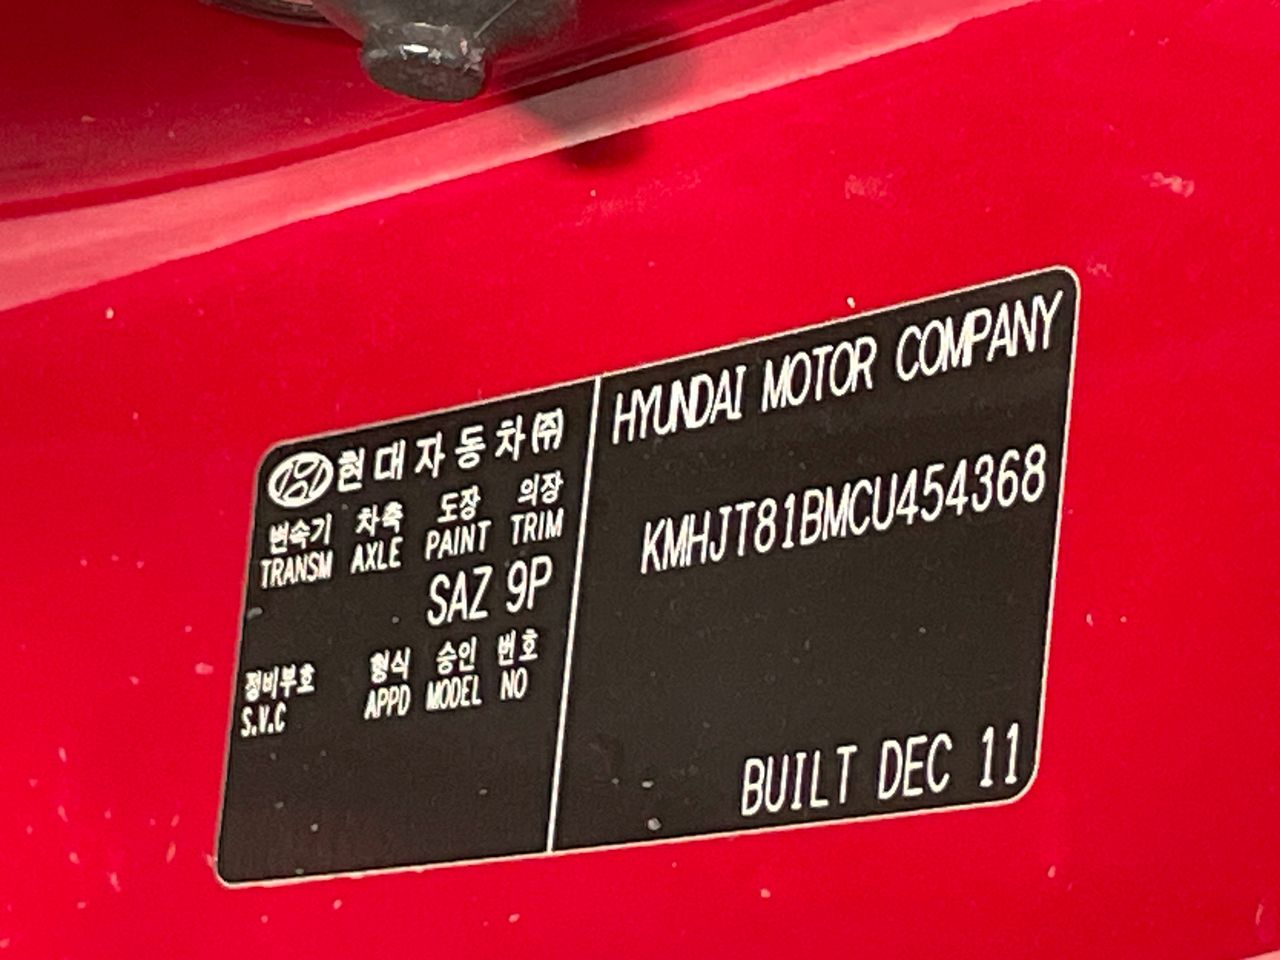 현대자동차(주)
변속기 차축 도장 의장
TRANSM AXLE PAINT TRIM
SAZ 9P
정비부호 형식 승인 번호
S.V.C APPD MODEL NO
HYUNDAI MOTOR COMPANY
KMHJT81BMCU454368
BUILT DEC 11